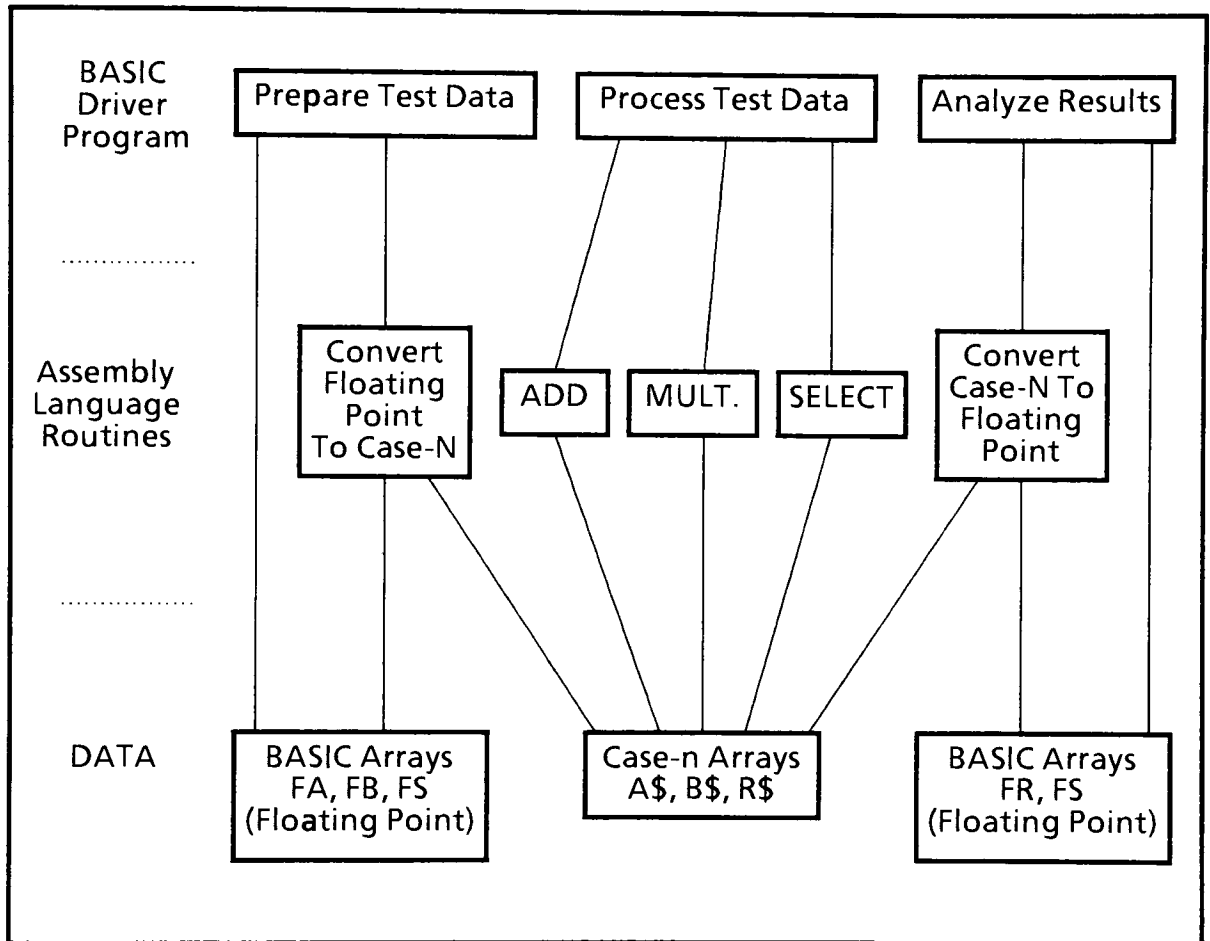 BASIC
Driver
Program
Prepare Test Data
Process Test Data
Analyze Results
Assembly
Language
Routines
Convert
Floating
Point
To Case-N
ADD
MULT.
SELECT
Convert
Case-N To
Floating
Point
DATA
BASIC Arrays
FA, FB, FS
(Floating Point)
Case-n Arrays
A$, B$, R$
BASIC Arrays
FR, FS
(Floating Point)